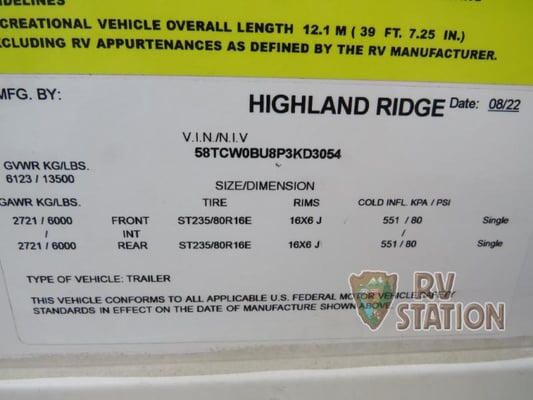 IDELINES
CREATIONAL VEHICLE OVERALL LENGTH 12.1 M ( 39 FT. 7.25 IN.)
XCLUDING RV APPURTENANCES AS DEFINED BY THE RV MANUFACTURER.
MFG. BY: HIGHLAND RIDGE Date: 08/22
V.I.N./N.I.V
58TCW0BU8P3KD3054
GVWR KG/LBS.
6123 / 13500
SIZE/DIMENSION
GAWR KG/LBS. TIRE RIMS COLD INFL. KPA / PSI
2721 / 6000 FRONT ST235/80R16E 16X6 J 551 / 80 Single
/ INT /
2721 / 6000 REAR ST235/80R16E 16X6 J 551 / 80 Single
TYPE OF VEHICLE: TRAILER
THIS VEHICLE CONFORMS TO ALL APPLICABLE U.S. FEDERAL MOTOR VEHICLE SAFETY
STANDARDS IN EFFECT ON THE DATE OF MANUFACTURE SHOWN ABOVE.
RV
STATION